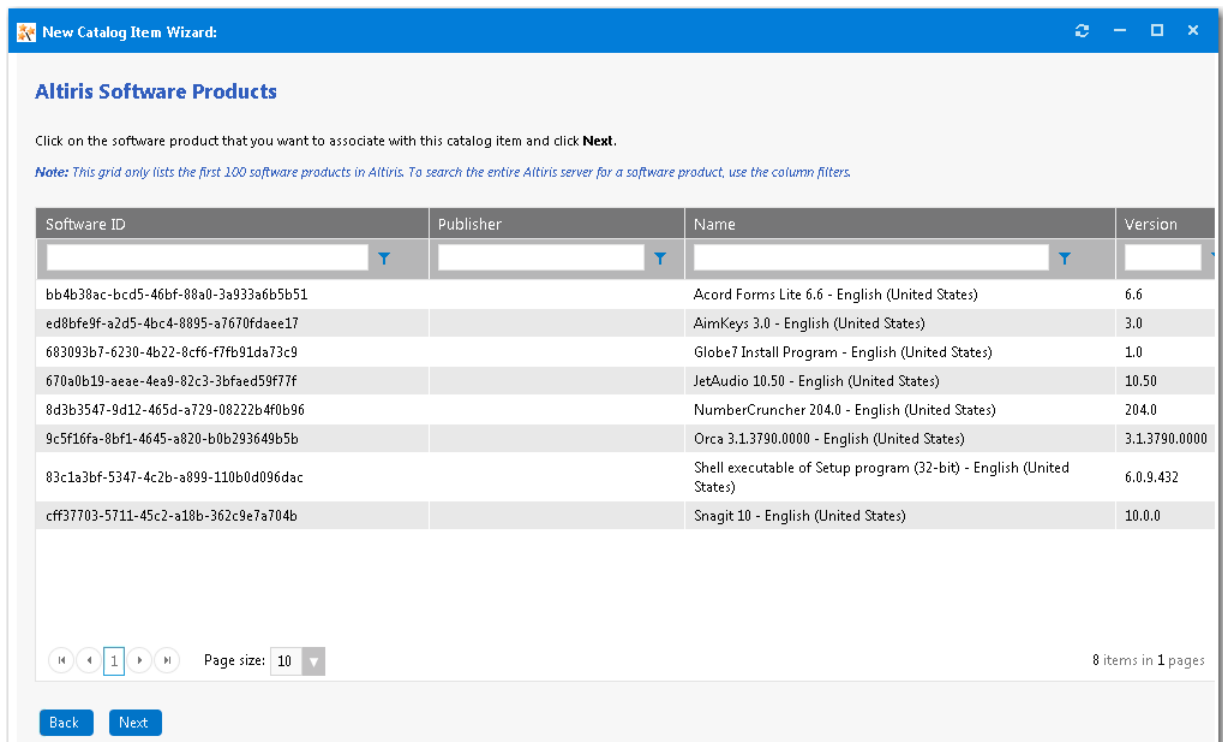 New Catalog Item Wizard:
Altiris Software Products
Click on the software product that you want to associate with this catalog item and click Next.
Note: This grid only lists the first 100 software products in Altiris. To search the entire Altiris server for a software product, use the column filters.
Software ID Publisher Name Version
bb4b38ac-bcd5-46bf-88a0-3a933a6b5b51 Acord Forms Lite 6.6 - English (United States) 6.6
ed8bfe9f-a2d5-4bc4-8895-a7670fdaee17 AimKeys 3.0 - English (United States) 3.0
683093b7-6230-4b22-8cf6-f7fb91da73c9 Globe7 Install Program - English (United States) 1.0
670a0b19-aeae-4ea9-82c3-3bfaed59f77f JetAudio 10.50 - English (United States) 10.50
8d3b3547-9d12-465d-a729-08222b4f0b96 NumberCruncher 204.0 - English (United States) 204.0
9c5f16fa-8bf1-4645-a820-b0b293649b5b Orca 3.1.3790.0000 - English (United States) 3.1.3790.0000
83c1a3bf-5347-4c2b-a899-110b0d096dac Shell executable of Setup program (32-bit) - English (United
States) 6.0.9.432
cff37703-5711-45c2-a18b-362c9e7a704b Snagit 10 - English (United States) 10.0.0
1 Page size: 10 8 items in 1 pages
Back Next